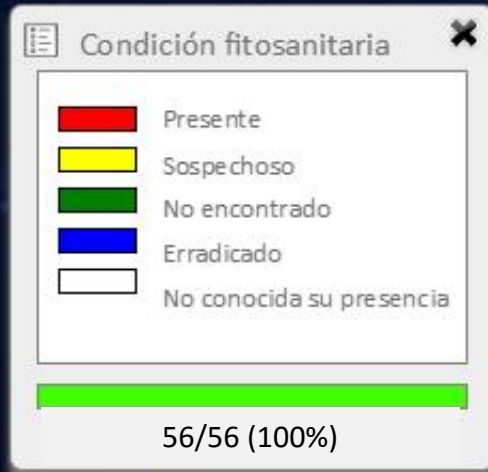 Condición fitosanitaria
Presente
Sospechoso
No encontrado
Erradicado
No conocida su presencia
56/56 (100%)